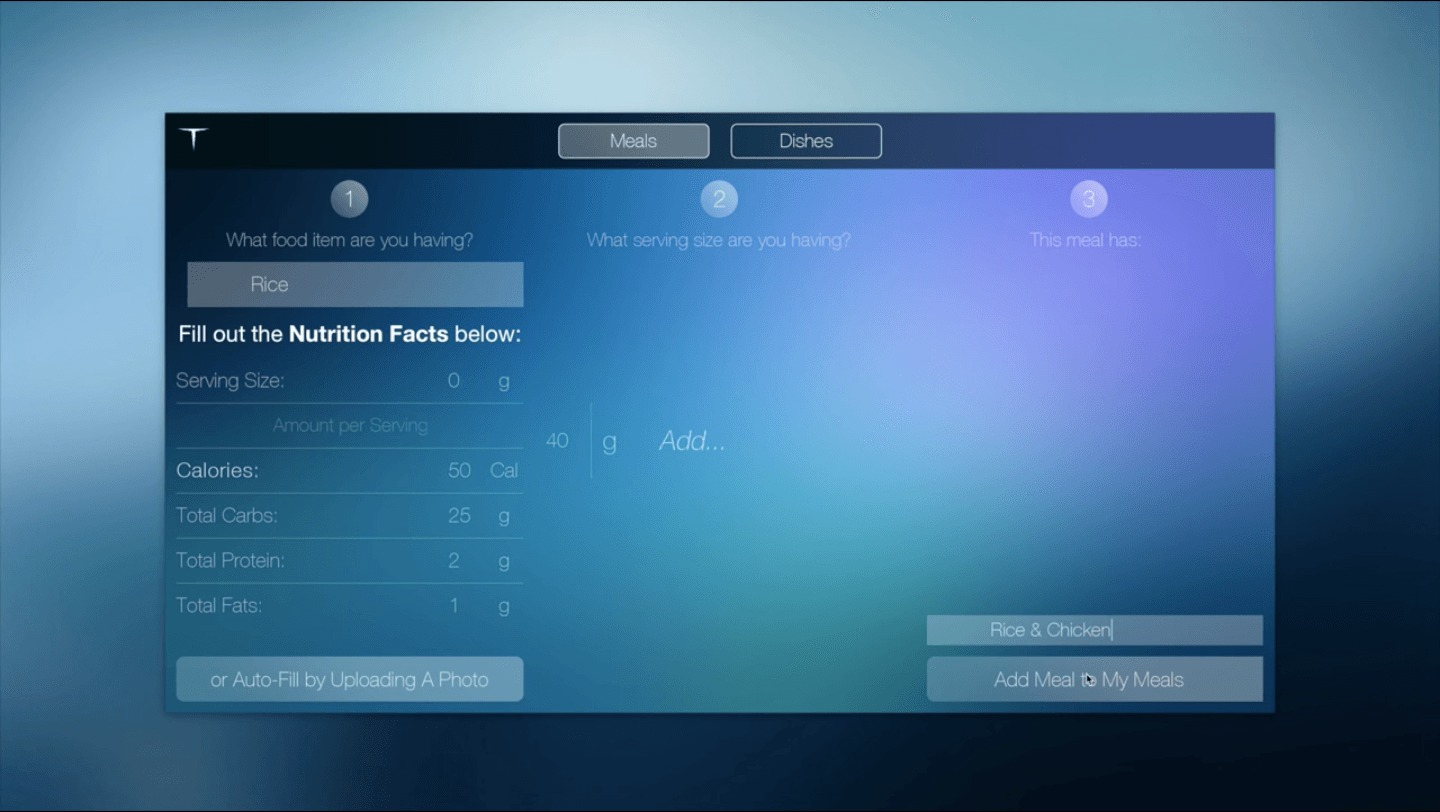 Meals
Dishes
1
What food item are you having?
Rice
Fill out the Nutrition Facts below:
Serving Size: 0 g
Amount per Serving
Calories: 50 Cal
Total Carbs: 25 g
Total Protein: 2 g
Total Fats: 1 g
or Auto-Fill by Uploading A Photo
2
What serving size are you having?
40 g Add...
3
This meal has:
Rice & Chicken
Add Meal to My Meals